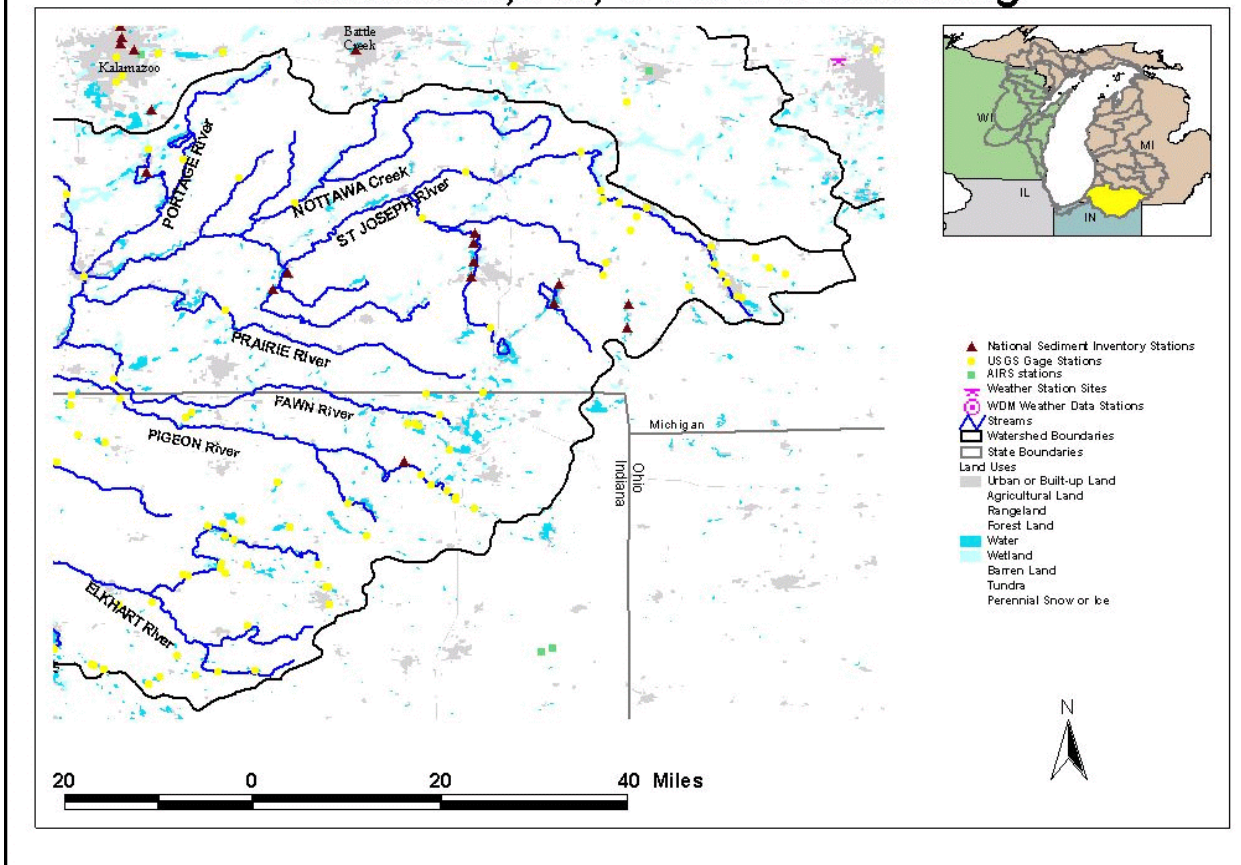 Battle
Creek
Kalamazoo
PORTAGE River
NOTTAWA Creek
ST JOSEPH River
PRAIRIE River
FAWN River
PIGEON River
ELKHART River
Michigan
Indiana
Ohio
WI
MI
IL
IN
National Sediment Inventory Stations
USGS Gage Stations
AIRS stations
Weather Station Sites
WDM Weather Data Stations
Streams
Watershed Boundaries
State Boundaries
Land Uses
Urban or Built-up Land
Agricultural Land
Rangeland
Forest Land
Water
Wetland
Barren Land
Tundra
Perennial Snow or Ice
N
20 0 20 40 Miles